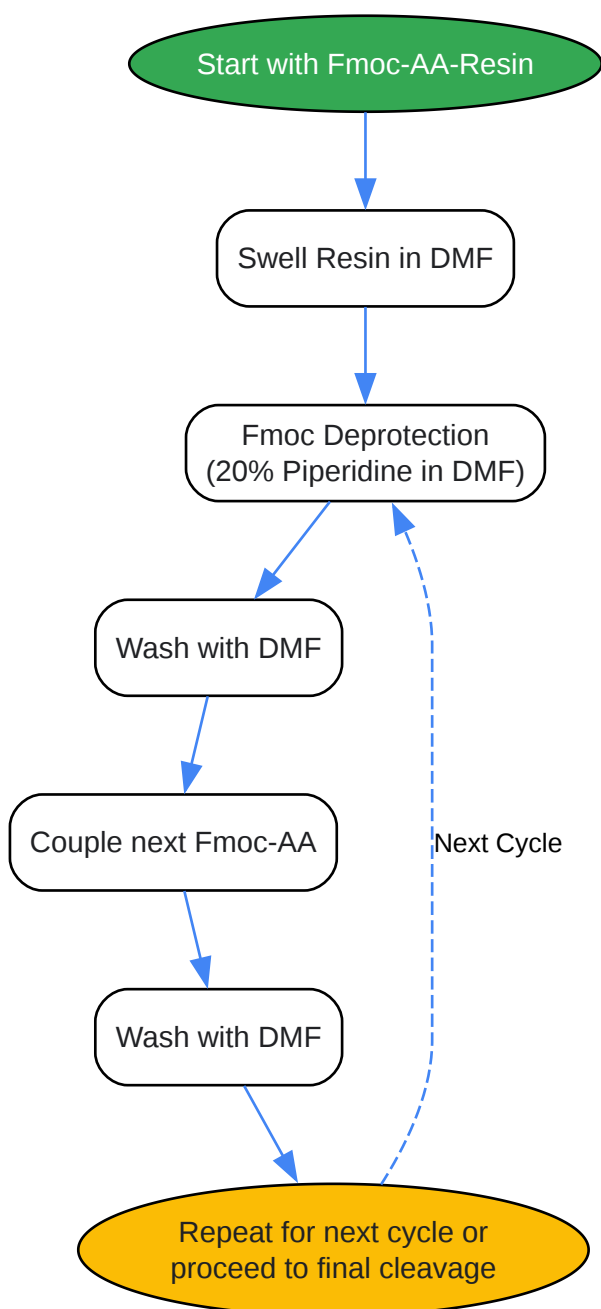 Start with Fmoc-AA-Resin
Swell Resin in DMF
Fmoc Deprotection
(20% Piperidine in DMF)
Wash with DMF
Couple next Fmoc-AA
Next Cycle
Wash with DMF
Repeat for next cycle or
proceed to final cleavage